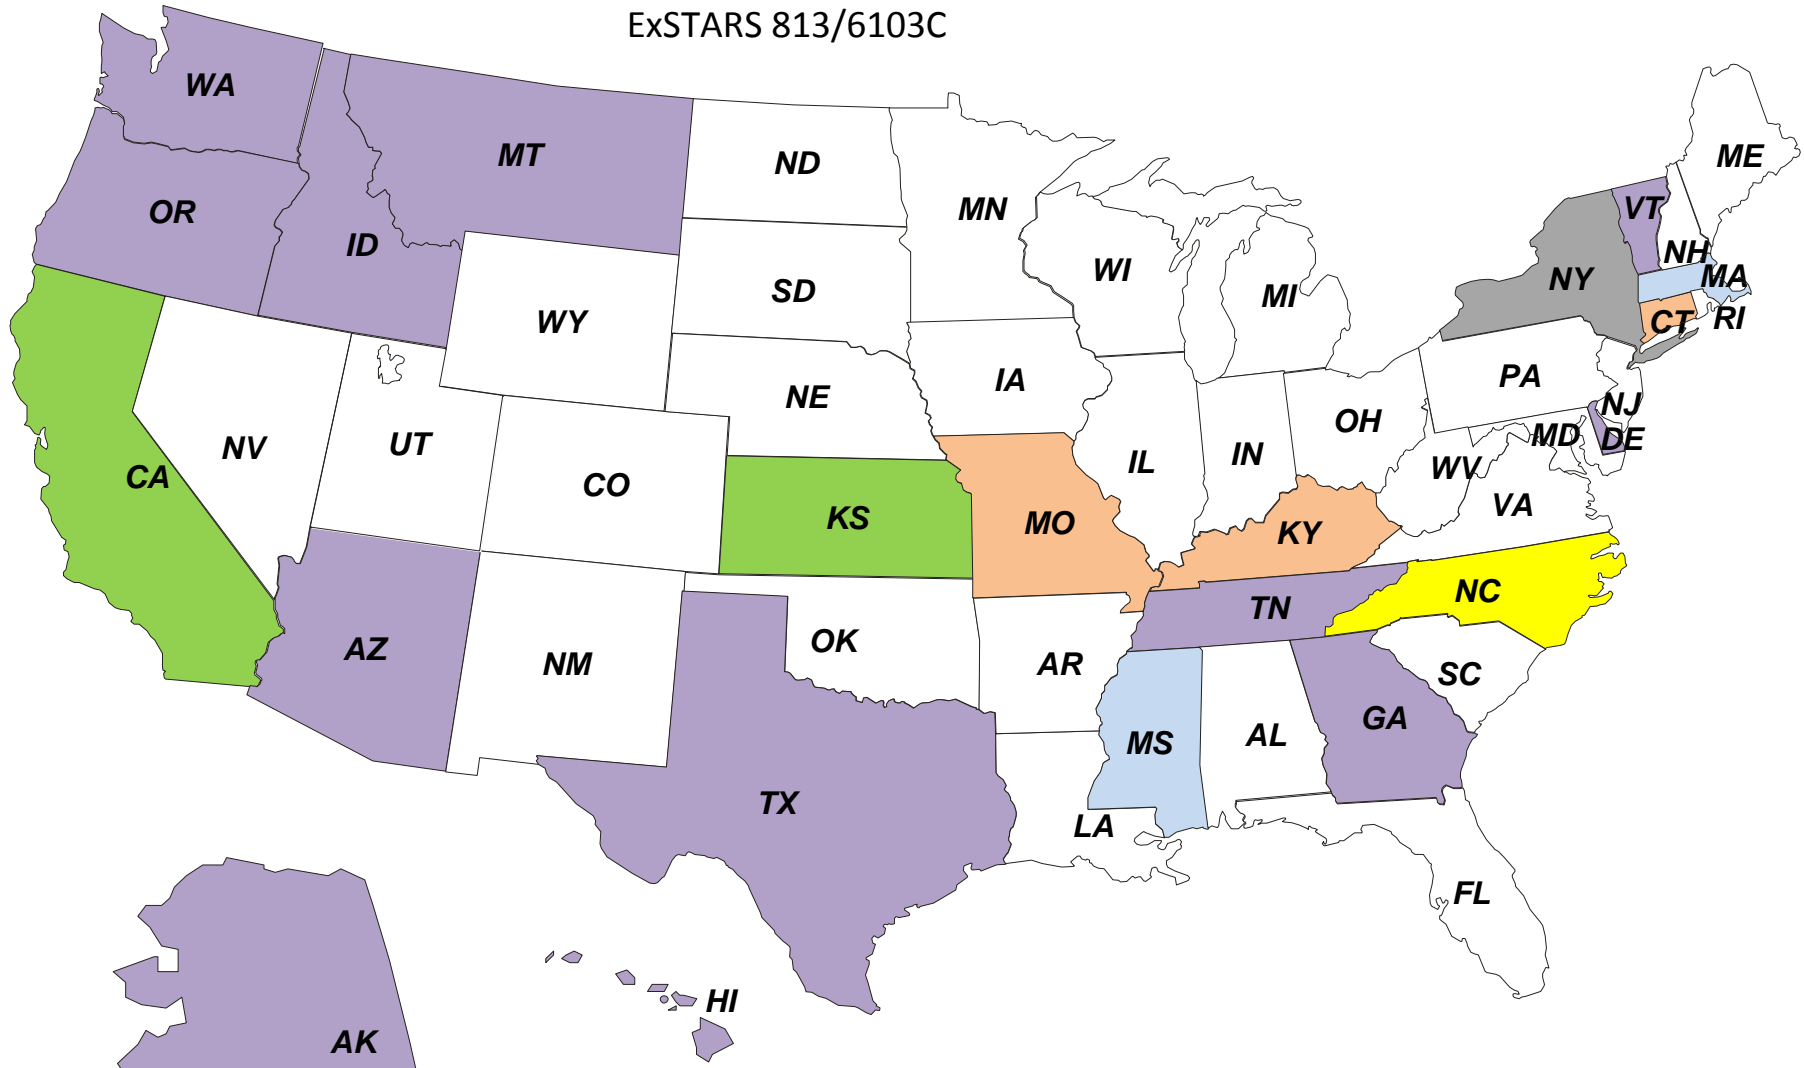 ExSTARS 813/6103C
WA
MT
ND
ME
OR
MN
VT
ID
NH
WI
NY
MA
SD
MI
WY
CT
RI
IA
PA
NE
NJ
OH
MD
DE
NV
UT
IN
IL
WV
CA
CO
VA
KS
MO
KY
NC
TN
OK
AZ
NM
AR
SC
GA
AL
MS
TX
LA
FL
HI
AK